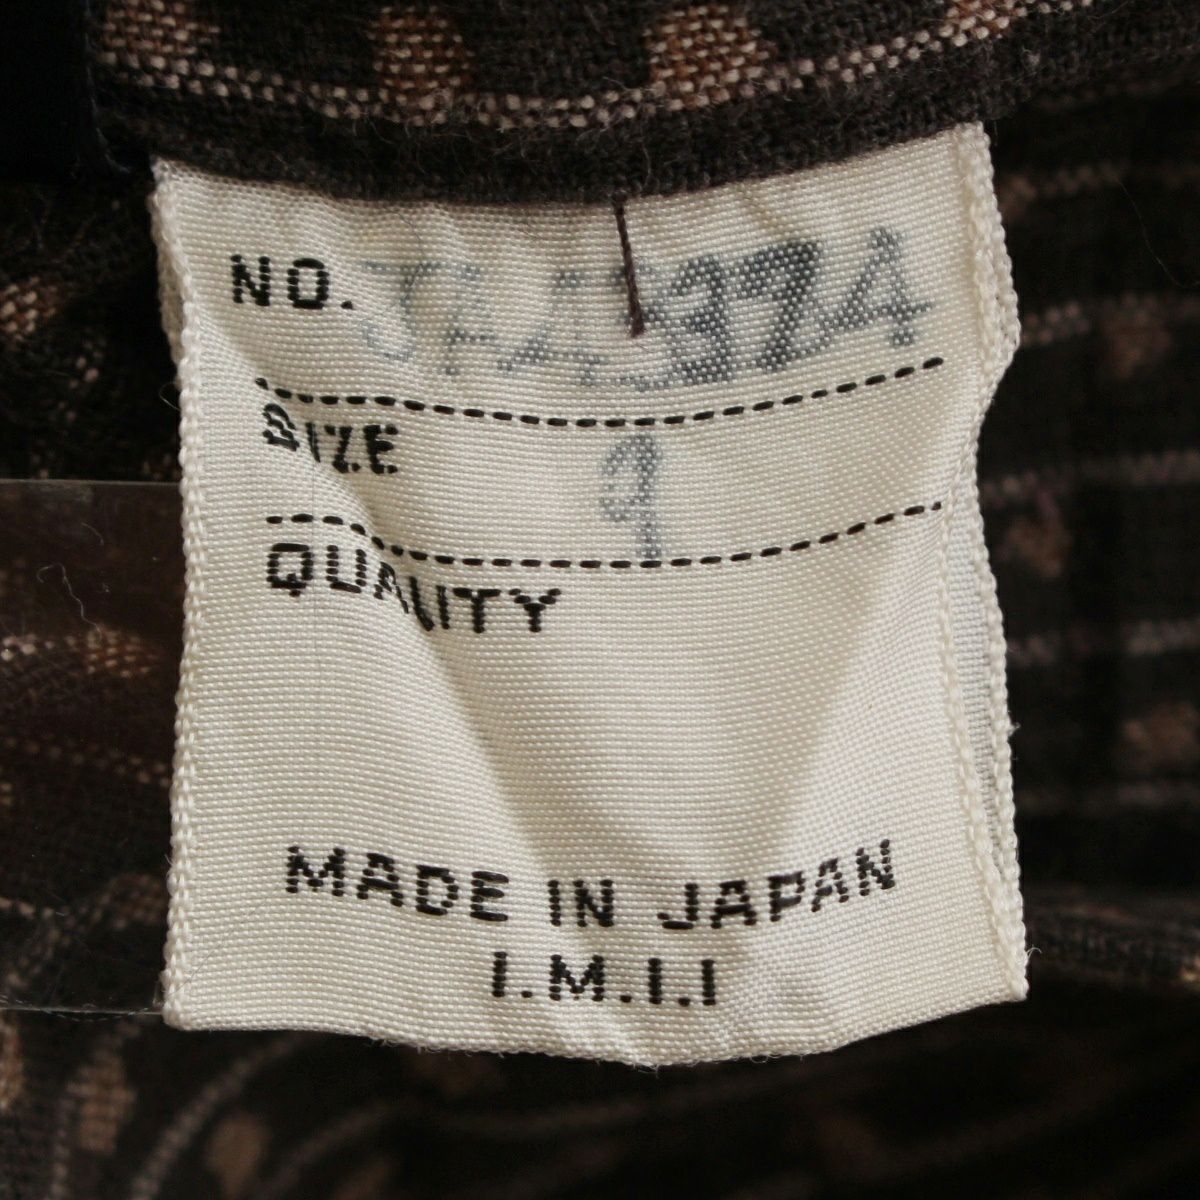 NO.
SIZE 9
QUALITY
MADE IN JAPAN
I.M.I.I